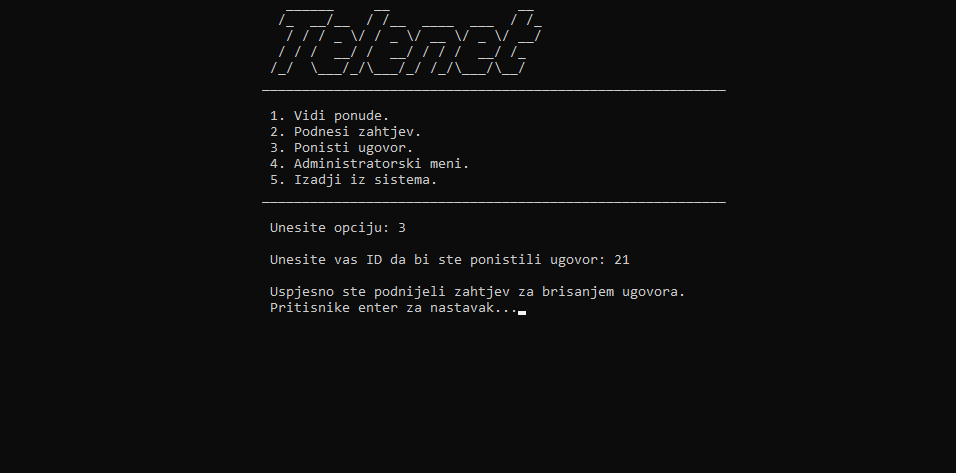 Telenet
1. Vidi ponude.
2. Podnesi zahtjev.
3. Ponisti ugovor.
4. Administratorski meni.
5. Izadji iz sistema.
Unesite opciju: 3
Unesite vas ID da bi ste ponistili ugovor: 21
Uspjesno ste podnijeli zahtjev za brisanjem ugovora.
Pritisnike enter za nastavak...